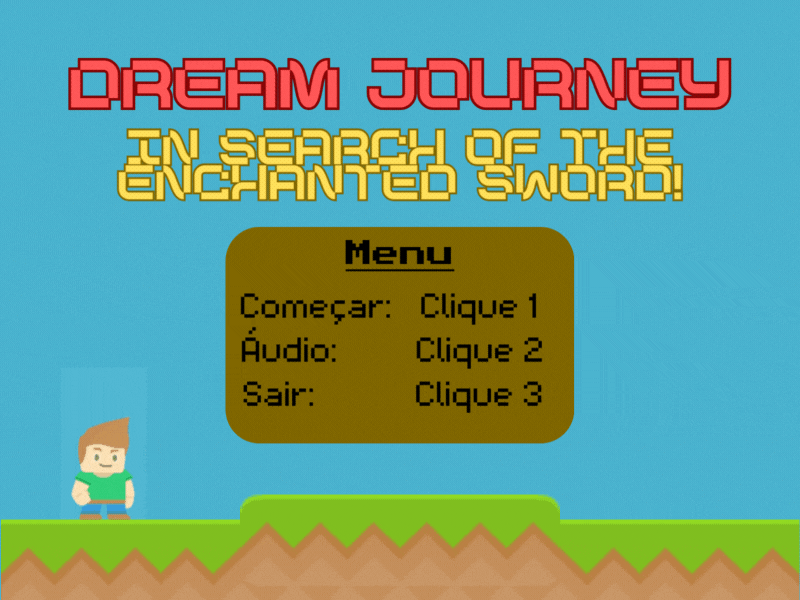 DREAM JOURNEY
IN SEARCH OF THE
ENCHANTED SWORD!
Menu
Começar: Clique 1
Áudio: Clique 2
Sair: Clique 3